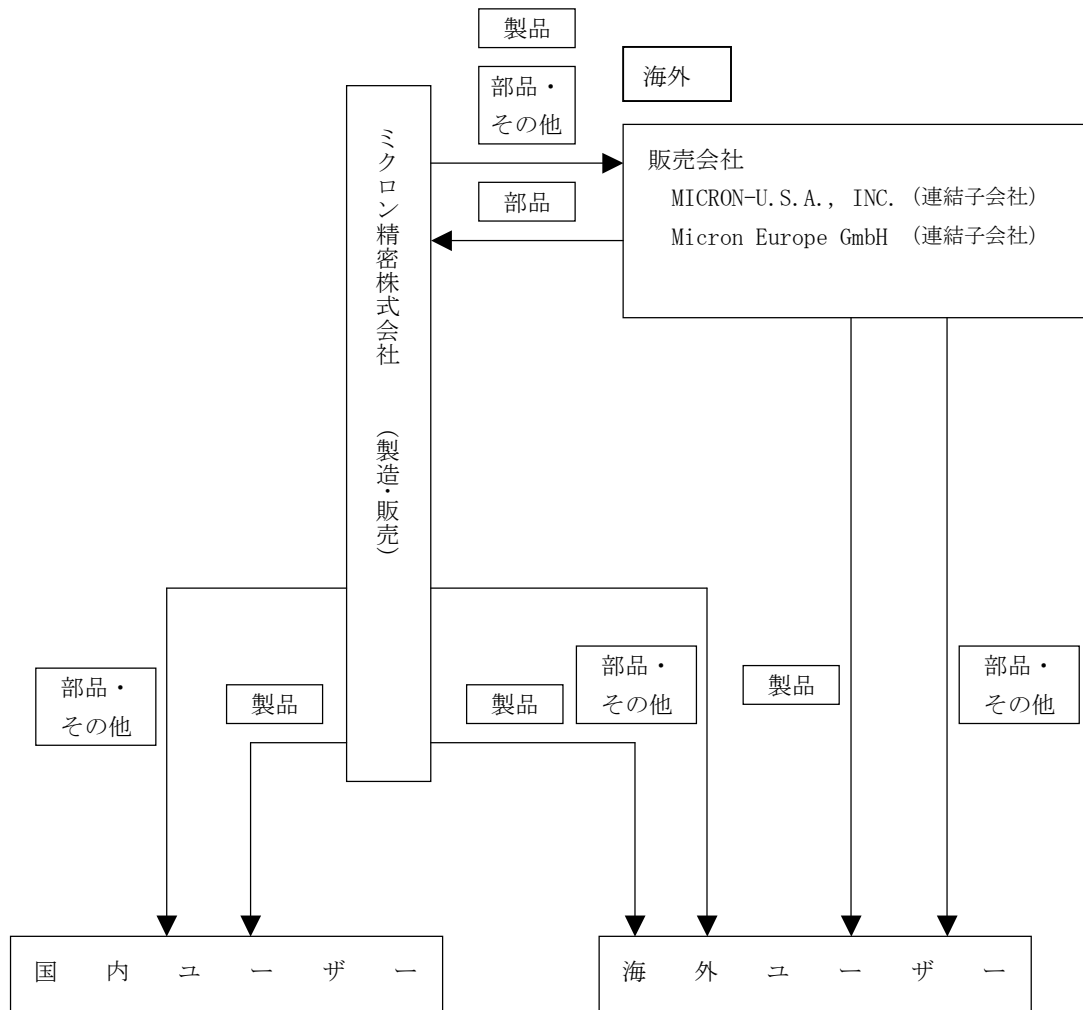 製品
海外
部品・
その他
ミクロン精密株式会社 (製造・販売)
販売会社
MICRON-U.S.A., INC. (連結子会社)
Micron Europe GmbH (連結子会社)
部品
部品・
その他
製品
製品
部品・
その他
製品
部品・
その他
国内ユーザー
海外ユーザー